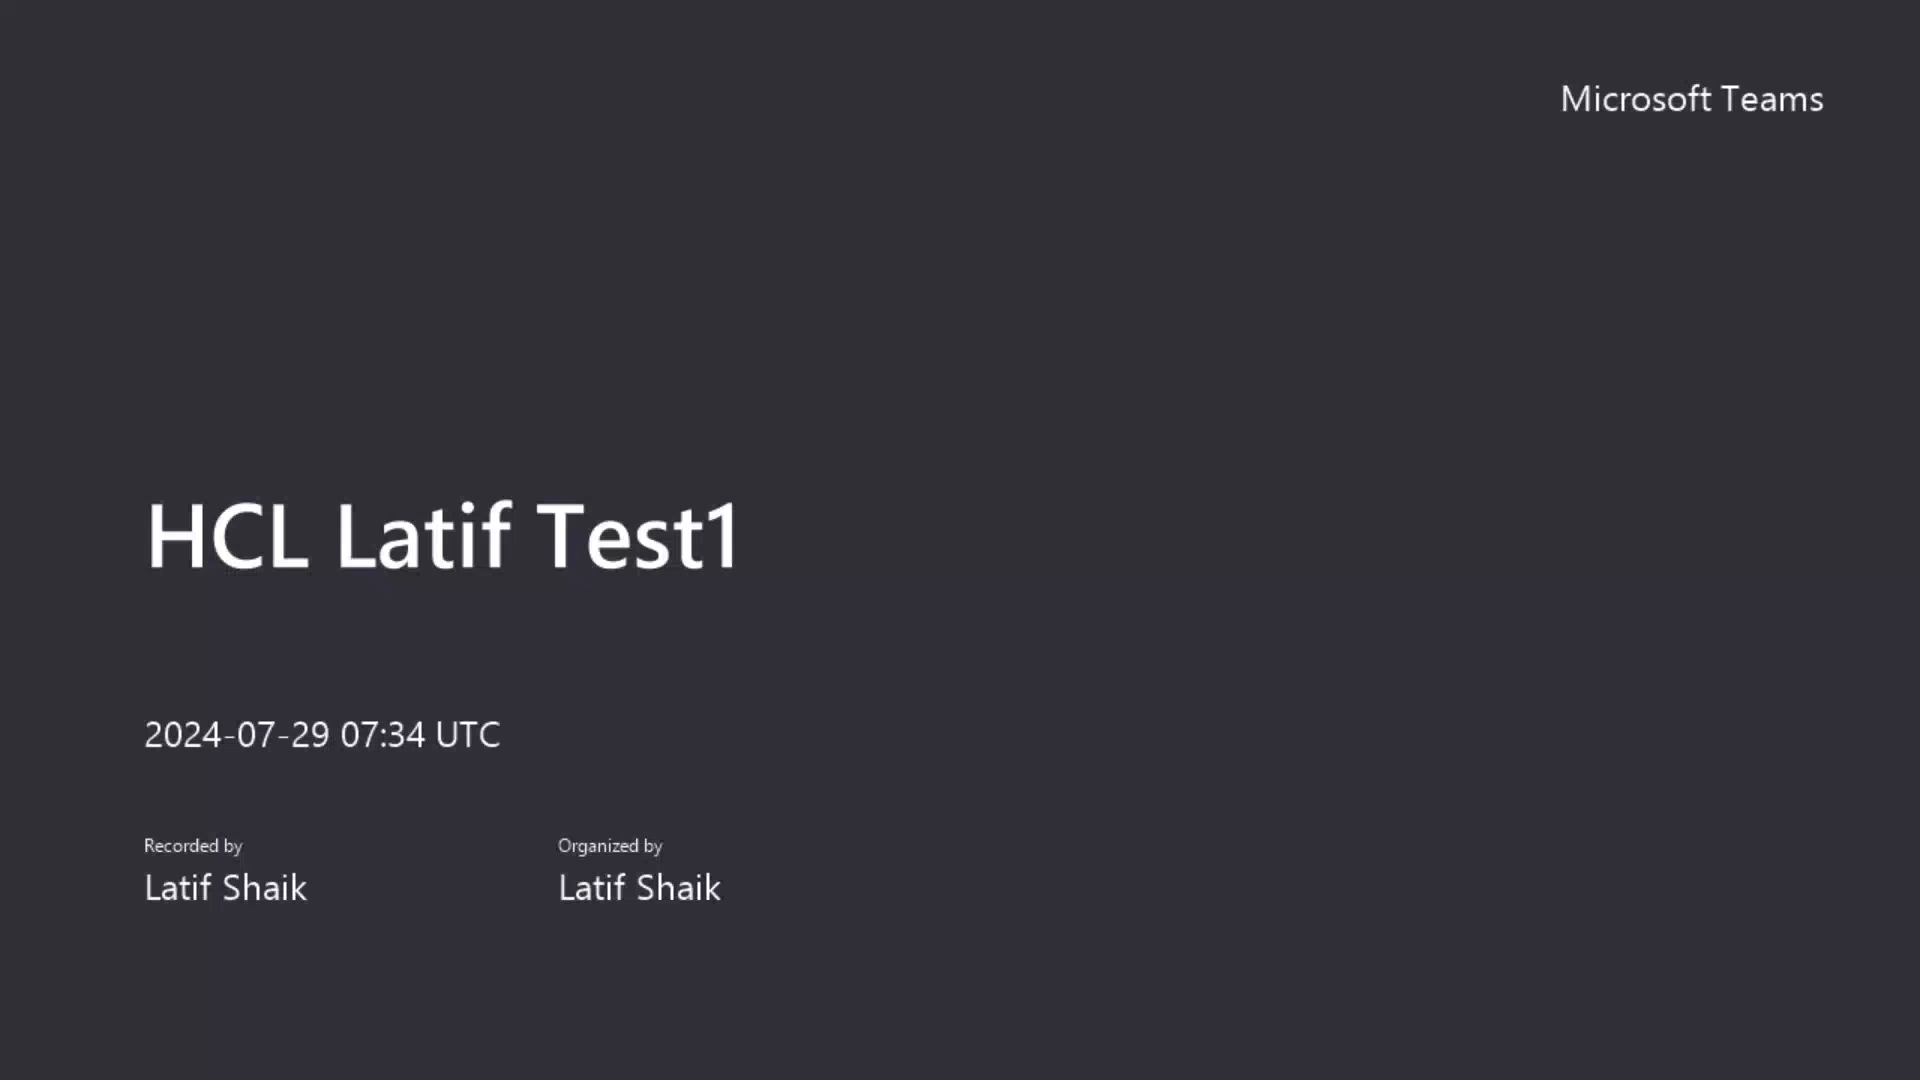 Microsoft Teams
HCL Latif Test1
2024-07-29 07:34 UTC
Recorded by
Latif Shaik
Organized by
Latif Shaik